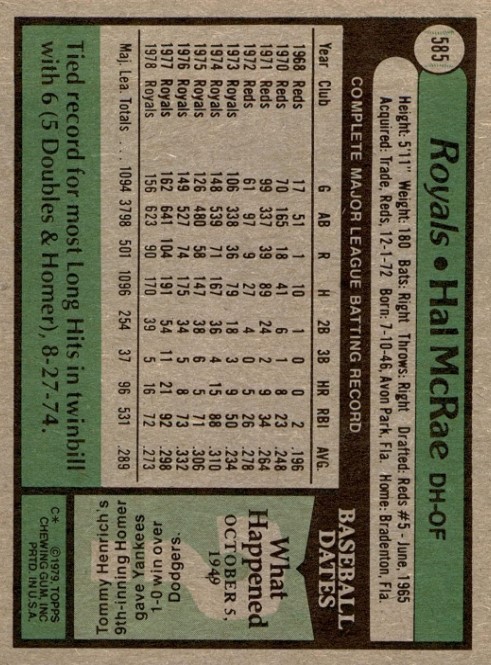 585
Royals • Hal McRae DH-OF
Height: 5'11" Weight: 180 Bats: Right Throws: Right Drafted: Reds #5 - June, 1965
Acquired: Trade, Reds, 12-1-72 Born: 7-10-46, Avon Park, Fla. Home: Bradenton, Fla.
COMPLETE MAJOR LEAGUE BATTING RECORD
Year Club G AB R H 2B 3B HR RBI AVG.
1968 Reds 17 51 1 10 1 0 0 2 .196
1970 Reds 70 165 18 41 6 1 8 23 .248
1971 Reds 99 337 39 89 24 2 9 34 .264
1972 Reds 61 97 9 27 4 0 5 26 .278
1973 Royals 106 338 36 79 18 3 9 50 .234
1974 Royals 148 539 71 167 36 4 15 88 .310
1975 Royals 126 480 58 147 38 6 5 71 .306
1976 Royals 149 527 74 175 34 5 8 73 .332
1977 Royals 162 641 104 191 54 11 21 92 .298
1978 Royals 156 623 90 170 39 5 16 72 .273
Maj. Lea. Totals . . . 1094 3798 501 1096 254 37 96 531 .289
Tied record for most Long Hits in twinbill
with 6 (5 Doubles & Homer), 8-27-74.
BASEBALL
DATES
What
Happened
OCTOBER 5,
1949
Tommy Henrich's
9th-inning Homer
gave Yankees
1-0 win over
Dodgers.
C* ©1979, TOPPS
CHEWING GUM, INC
PRTD. IN U.S.A.